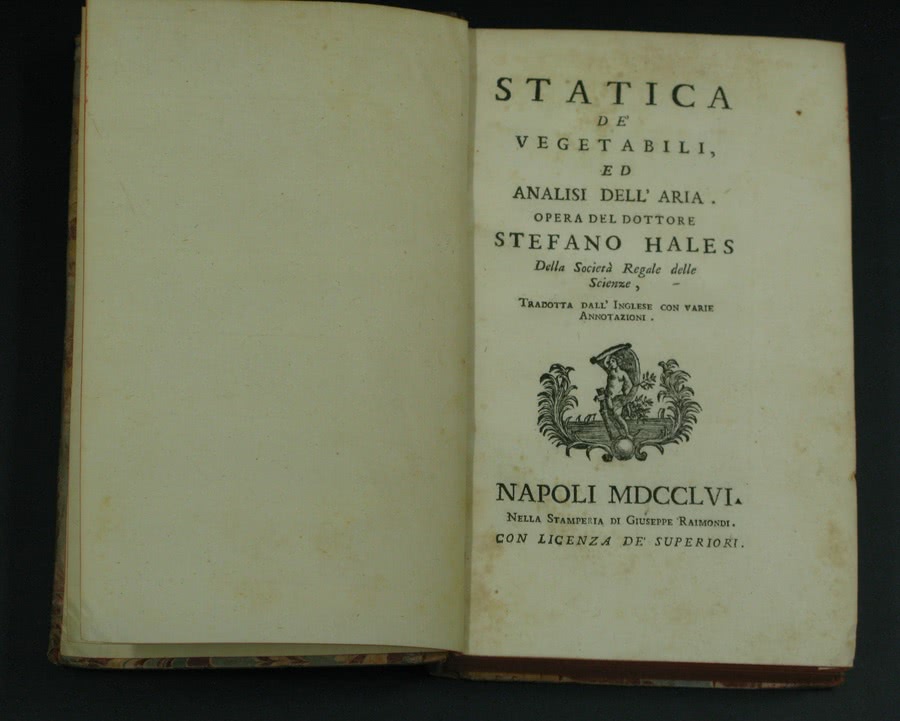 STATICA
DE'
VEGETABILI,
ED
ANALISI DELL' ARIA.
OPERA DEL DOTTORE
STEFANO HALES
Della Società Regale delle
Scienze,
TRADOTTA DALL' INGLESE CON VARIE
ANNOTAZIONI.
NAPOLI MDCCLVI.
NELLA STAMPERIA DI GIUSEPPE RAIMONDI.
CON LICENZA DE' SUPERIORI.